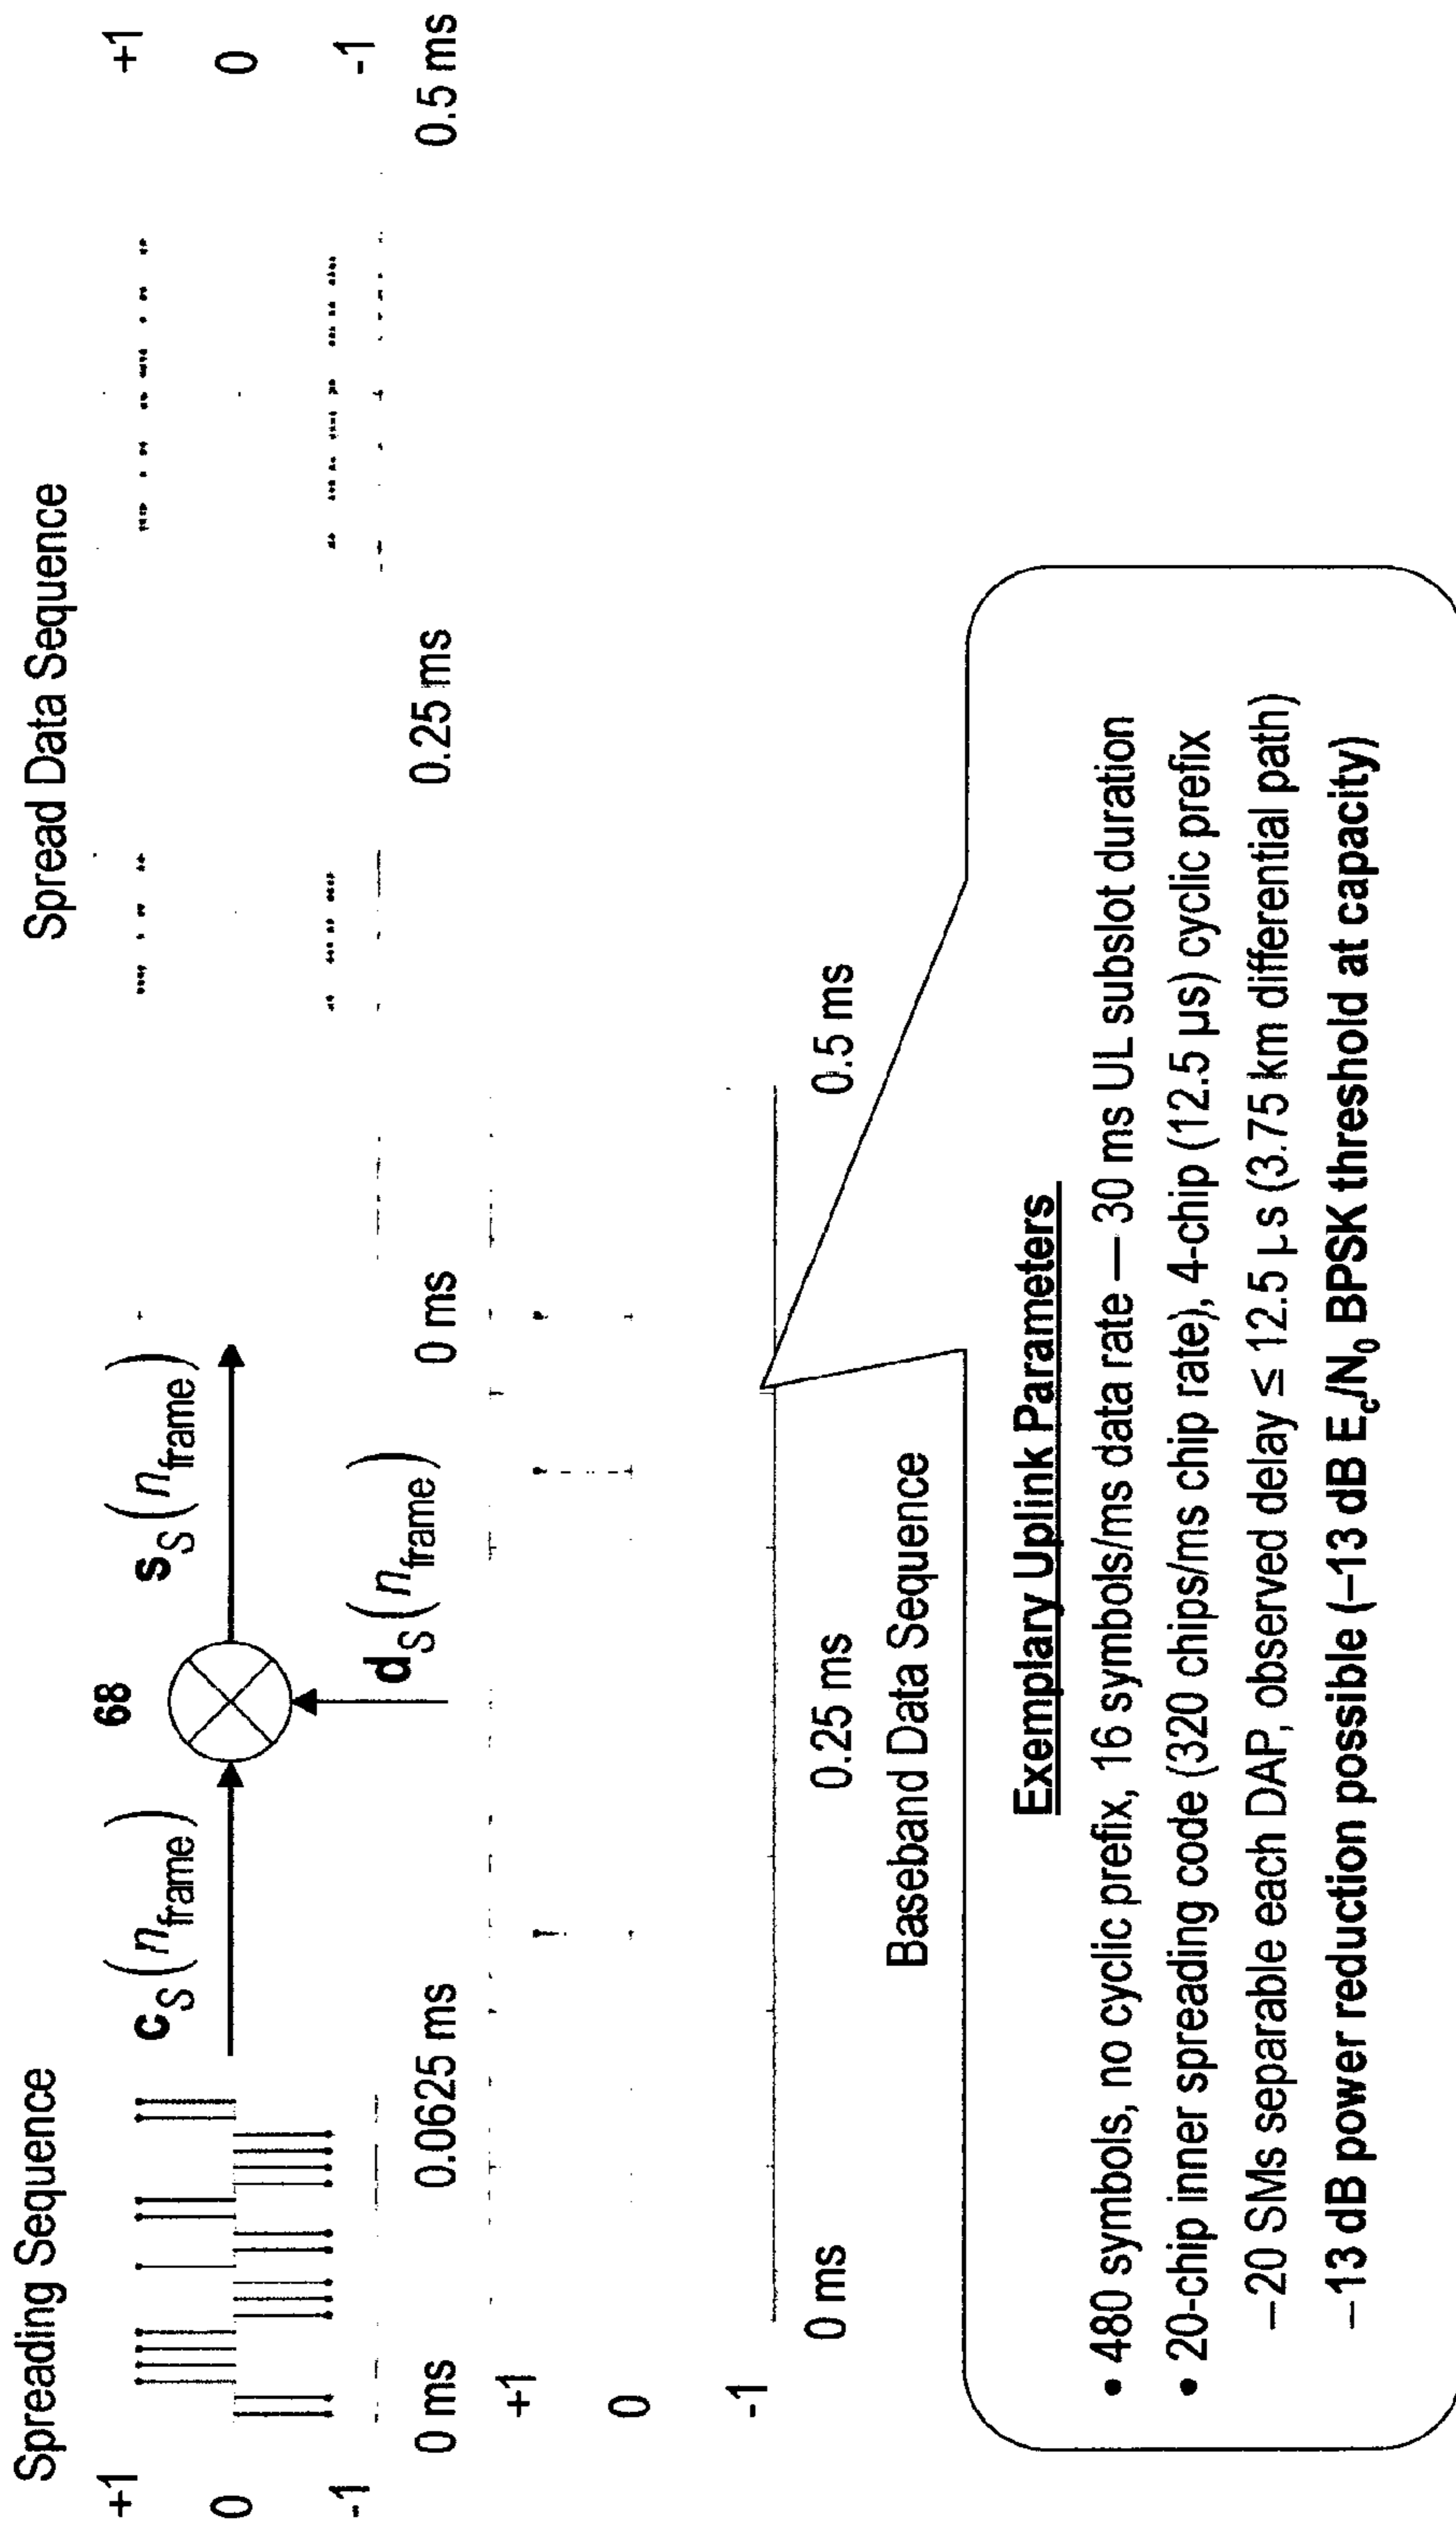 Spreading Sequence
+1
0
-1
0 ms
0.0625 ms
c_S(n_frame)
68
s_S(n_frame)
d_S(n_frame)
Spread Data Sequence
+1
0
-1
0 ms
0.25 ms
0.5 ms
+1
0
-1
0 ms
0.25 ms
0.5 ms
Baseband Data Sequence
Exemplary Uplink Parameters
• 480 symbols, no cyclic prefix, 16 symbols/ms data rate — 30 ms UL subslot duration
• 20-chip inner spreading code (320 chips/ms chip rate), 4-chip (12.5 µs) cyclic prefix
–20 SMs separable each DAP, observed delay ≤ 12.5 µs (3.75 km differential path)
–13 dB power reduction possible (–13 dB E_c/N_0 BPSK threshold at capacity)